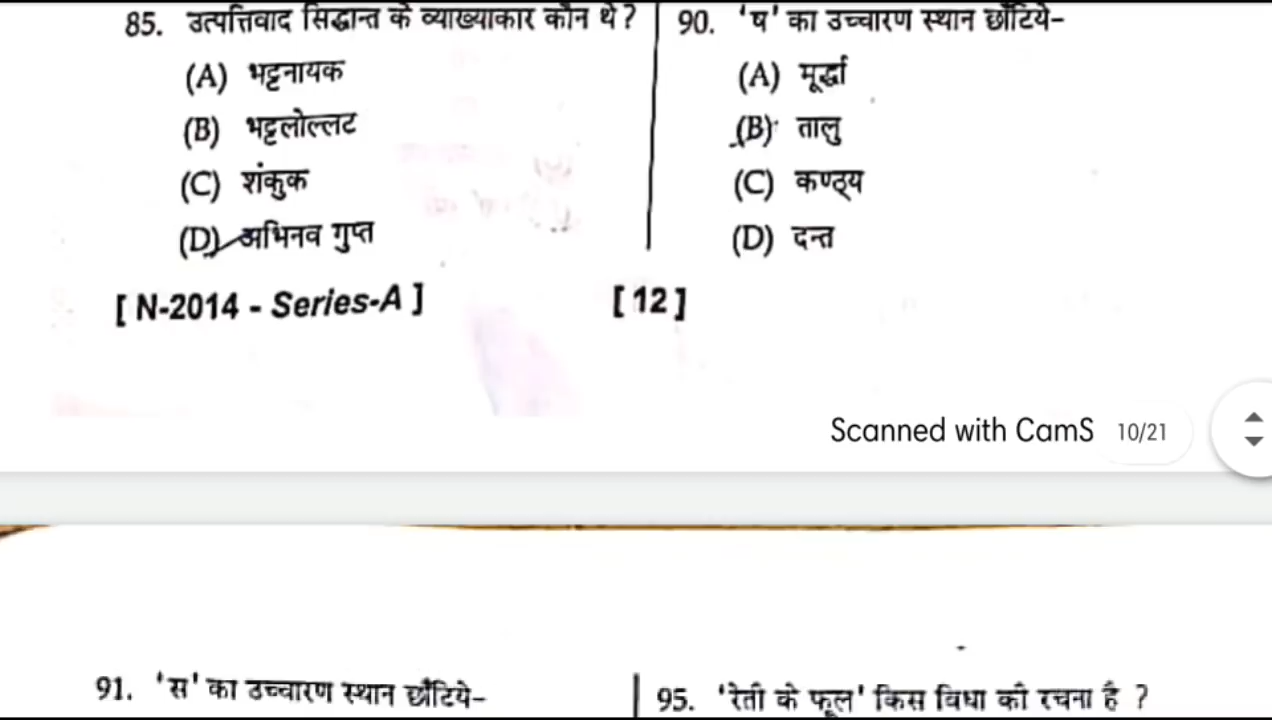 85. उत्पत्तिवाद सिद्धान्त के व्याख्याकार कौन थे?
(A) भट्टनायक
(B) भट्टलोल्लट
(C) शंकुक
(D) अभिनव गुप्त
90. 'ष' का उच्चारण स्थान छाँटिये-
(A) मूर्द्धा
(B) तालु
(C) कण्ठ्य
(D) दन्त
[ N-2014 - Series-A ] [ 12 ]
Scanned with CamS 10/21
91. 'स' का उच्चारण स्थान छाँटिये-
95. 'रेती के फूल' किस विधा की रचना है ?